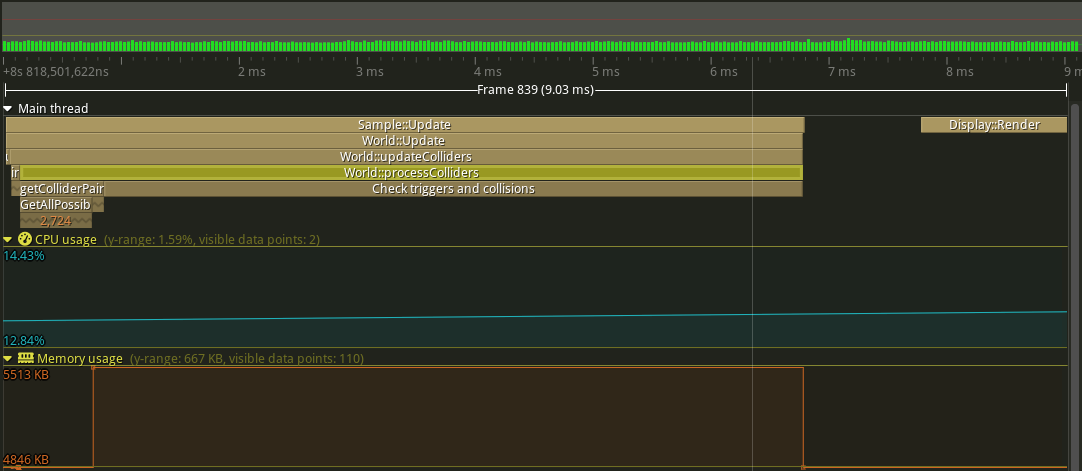 +8s 818,501,622ns 2 ms 3 ms 4 ms 5 ms 6 ms 7 ms 8 ms 9 m
Frame 839 (9.03 ms)
Main thread
Sample::Update Display::Render
World::Update
World::updateColliders
ir World::processColliders
getColliderPair Check triggers and collisions
GetAllPossib
2,724
CPU usage (y-range: 1.59%, visible data points: 2)
14.43%
12.84%
Memory usage (y-range: 667 KB, visible data points: 110)
5513 KB
4846 KB